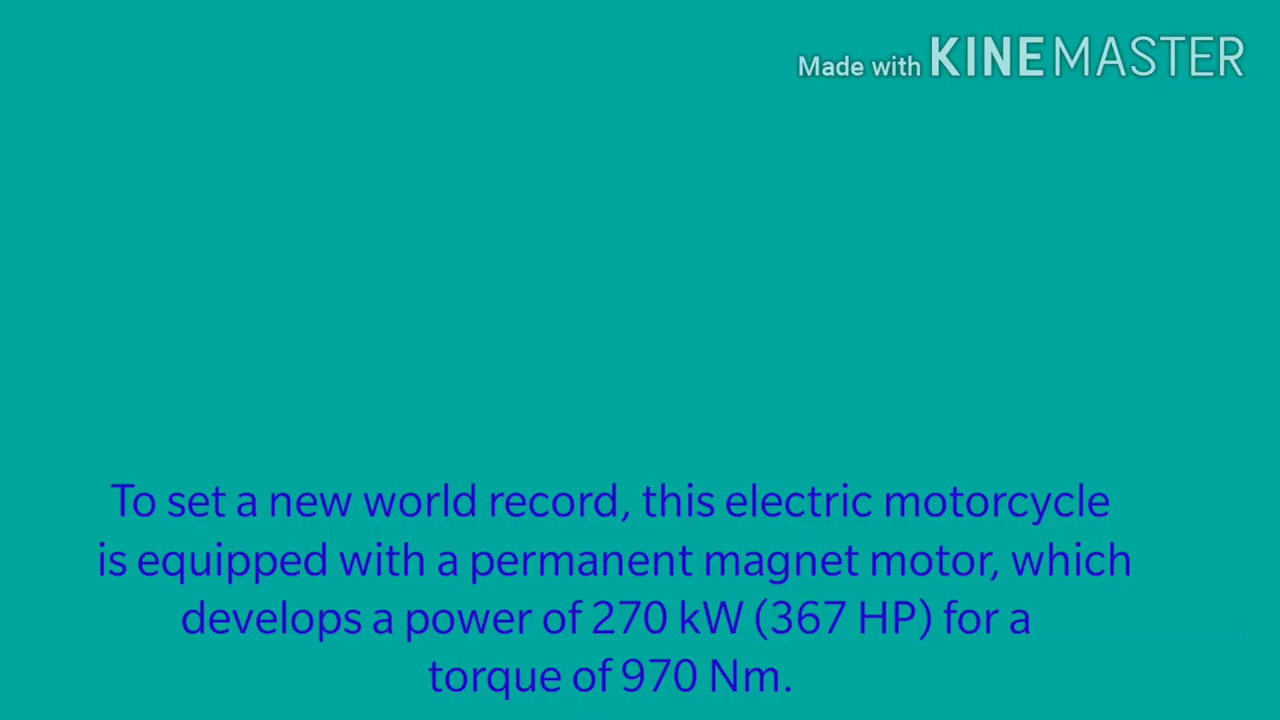 Made with KINEMASTER
To set a new world record, this electric motorcycle
is equipped with a permanent magnet motor, which
develops a power of 270 kW (367 HP) for a
torque of 970 Nm.